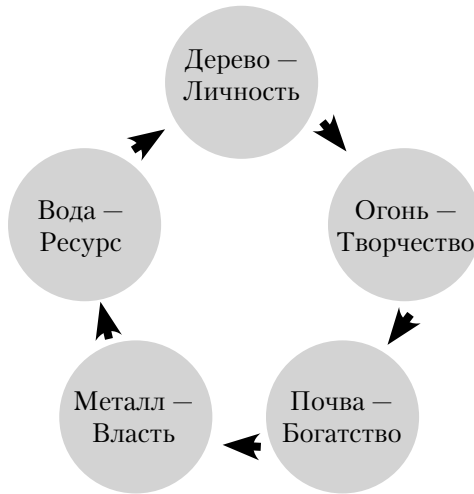 Дерево —
Личность
Огонь —
Творчество
Почва —
Богатство
Металл —
Власть
Вода —
Ресурс